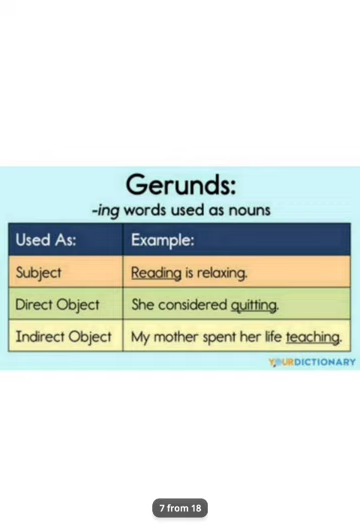 Gerunds:
-ing words used as nouns
Used As: Example:
Subject Reading is relaxing.
Direct Object She considered quitting.
Indirect Object My mother spent her life teaching.
YOURDICTIONARY
7 from 18